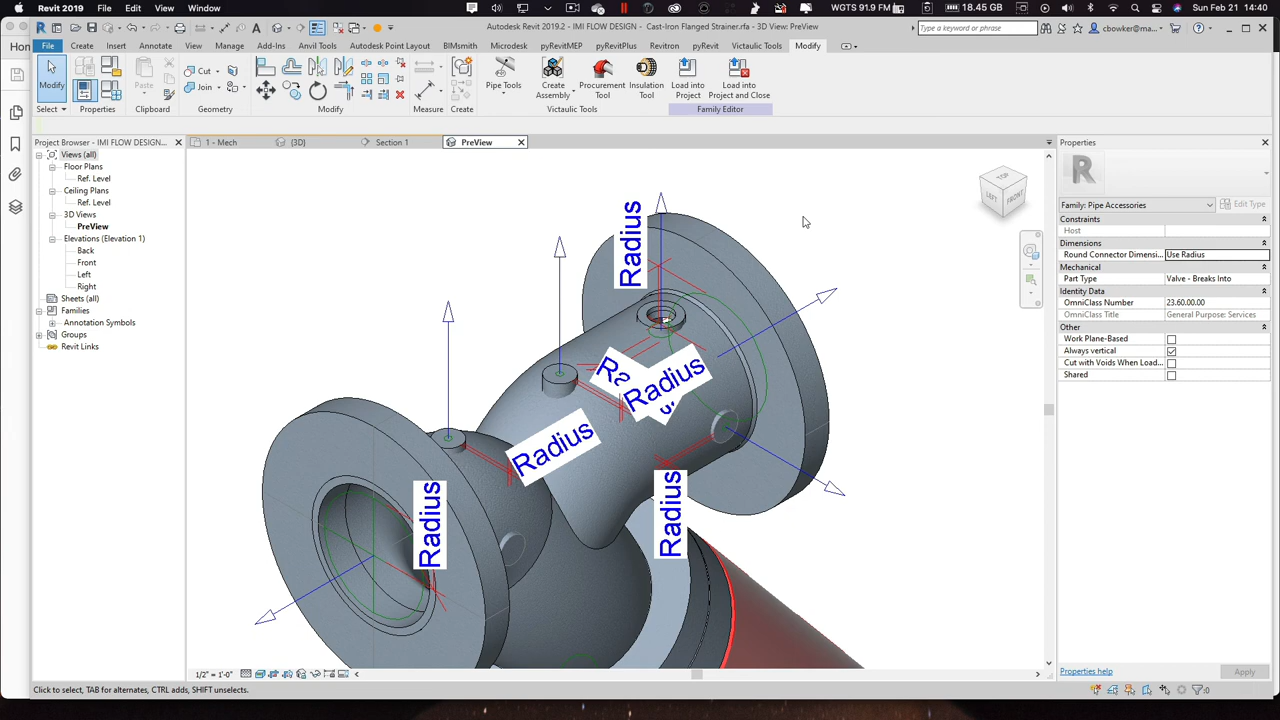 Revit 2019 File Edit View Window
WGTS 91.9 FM 18.45 GB Sun Feb 21 14:40
Autodesk Revit 2019.2 - IMI FLOW DESIGN - Cast-Iron Flanged Strainer.rfa - 3D View: PreView
Type a keyword or phrase
cbowker@ma...
Hom
File Create Insert Annotate View Manage Add-Ins Anvil Tools Autodesk Point Layout BIMsmith Microdesk pyRevitMEP pyRevitPlus Revitron pyRevit Victaulic Tools Modify
Modify
Paste
Cut
Join
Pipe Tools
Create Assembly
Procurement Tool
Insulation Tool
Load into Project
Load into Project and Close
Select Properties Clipboard Geometry Modify Measure Create Victaulic Tools Family Editor
Project Browser - IMI FLOW DESIGN...
1 - Mech
(3D)
Section 1
PreView
Properties
Views (all)
Floor Plans
Ref. Level
Ceiling Plans
Ref. Level
3D Views
PreView
Elevations (Elevation 1)
Back
Front
Left
Right
Sheets (all)
Families
Annotation Symbols
Groups
Revit Links
Radius
Radius
Radius
Radius
Radius
TOP
LEFT
FRONT
R
Family: Pipe Accessories
Edit Type
Constraints
Host
Dimensions
Round Connector Dimensi... Use Radius
Mechanical
Part Type Valve - Breaks Into
Identity Data
OmniClass Number 23.60.00.00
OmniClass Title General Purpose: Services
Other
Work Plane-Based
Always vertical
Cut with Voids When Load...
Shared
Properties help
Apply
1/2" = 1'-0"
Click to select, TAB for alternates, CTRL adds, SHIFT unselects.
:0